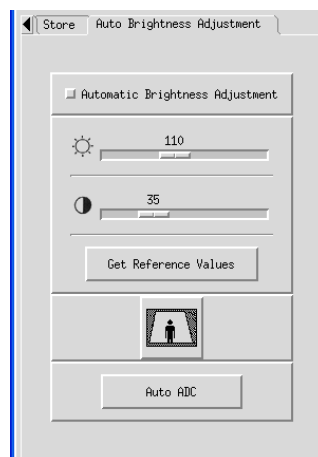 Store Auto Brightness Adjustment
Automatic Brightness Adjustment
110
35
Get Reference Values
Auto ADC